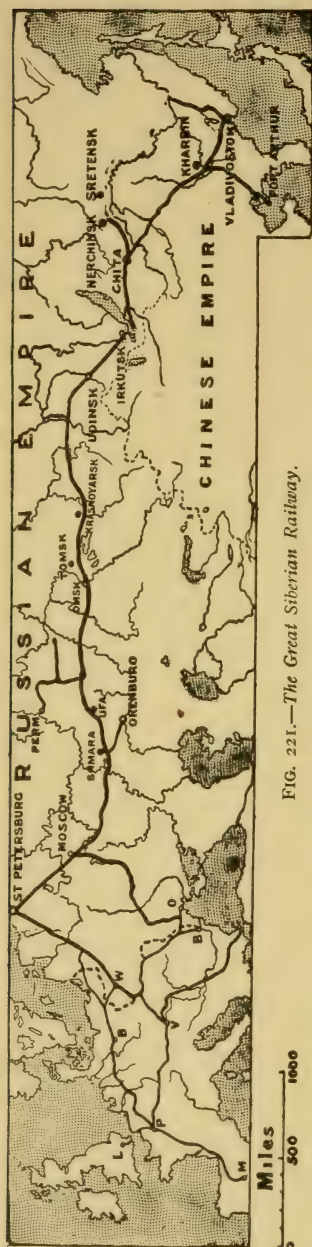 RUSSIAN EMPIRE
ST PETERSBURG
MOSCOW
PERM
SAMARA
UFA
ORENBURG
OMSK
TOMSK
KRASNOYARSK
UDINSK
IRKUTSK
NERCHINSK
SRETENSK
CHITA
KHARBIN
VLADIVOSTOK
PORT ARTHUR
CHINESE EMPIRE
L
P
M
B
W
V
O
B
Miles
0 500 1000
FIG. 221.—The Great Siberian Railway.